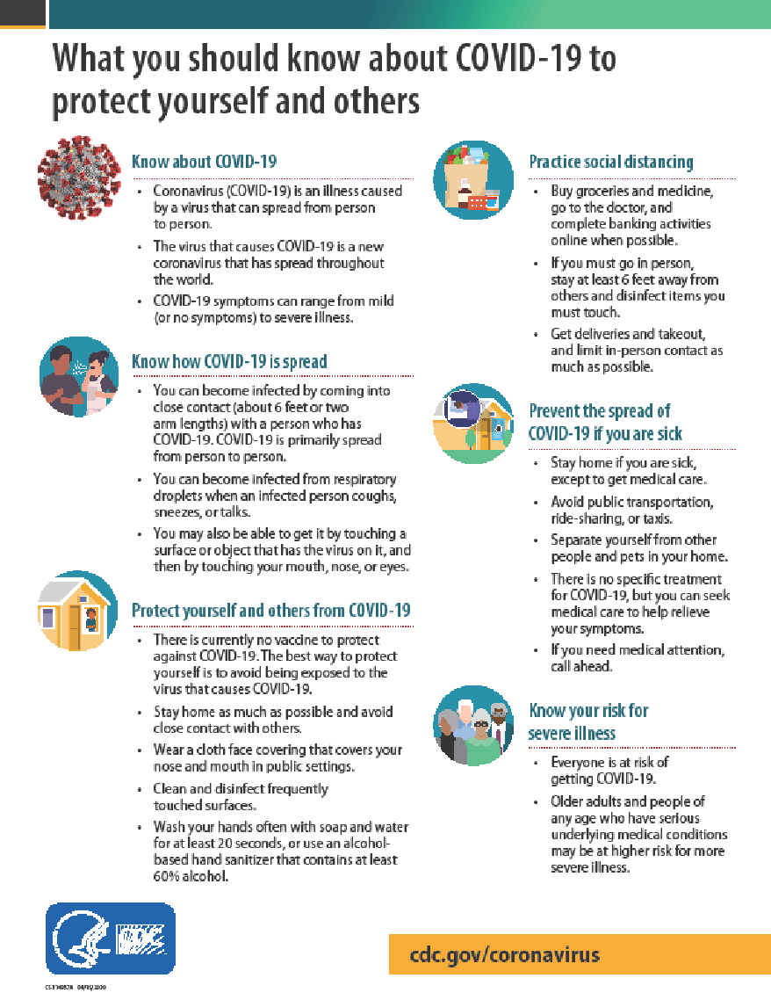 What you should know about COVID-19 to
protect yourself and others
Know about COVID-19
• Coronavirus (COVID-19) is an illness caused
by a virus that can spread from person
to person.
• The virus that causes COVID-19 is a new
coronavirus that has spread throughout
the world.
• COVID-19 symptoms can range from mild
(or no symptoms) to severe illness.
Know how COVID-19 is spread
• You can become infected by coming into
close contact (about 6 feet or two
arm lengths) with a person who has
COVID-19. COVID-19 is primarily spread
from person to person.
• You can become infected from respiratory
droplets when an infected person coughs,
sneezes, or talks.
• You may also be able to get it by touching a
surface or object that has the virus on it, and
then by touching your mouth, nose, or eyes.
Protect yourself and others from COVID-19
• There is currently no vaccine to protect
against COVID-19. The best way to protect
yourself is to avoid being exposed to the
virus that causes COVID-19.
• Stay home as much as possible and avoid
close contact with others.
• Wear a cloth face covering that covers your
nose and mouth in public settings.
• Clean and disinfect frequently
touched surfaces.
• Wash your hands often with soap and water
for at least 20 seconds, or use an alcohol-
based hand sanitizer that contains at least
60% alcohol.
Practice social distancing
• Buy groceries and medicine,
go to the doctor, and
complete banking activities
online when possible.
• If you must go in person,
stay at least 6 feet away from
others and disinfect items you
must touch.
• Get deliveries and takeout,
and limit in-person contact as
much as possible.
Prevent the spread of
COVID-19 if you are sick
• Stay home if you are sick,
except to get medical care.
• Avoid public transportation,
ride-sharing, or taxis.
• Separate yourself from other
people and pets in your home.
• There is no specific treatment
for COVID-19, but you can seek
medical care to help relieve
your symptoms.
• If you need medical attention,
call ahead.
Know your risk for
severe illness
• Everyone is at risk of
getting COVID-19.
• Older adults and people of
any age who have serious
underlying medical conditions
may be at higher risk for more
severe illness.
CDC
cdc.gov/coronavirus
04/15/2020